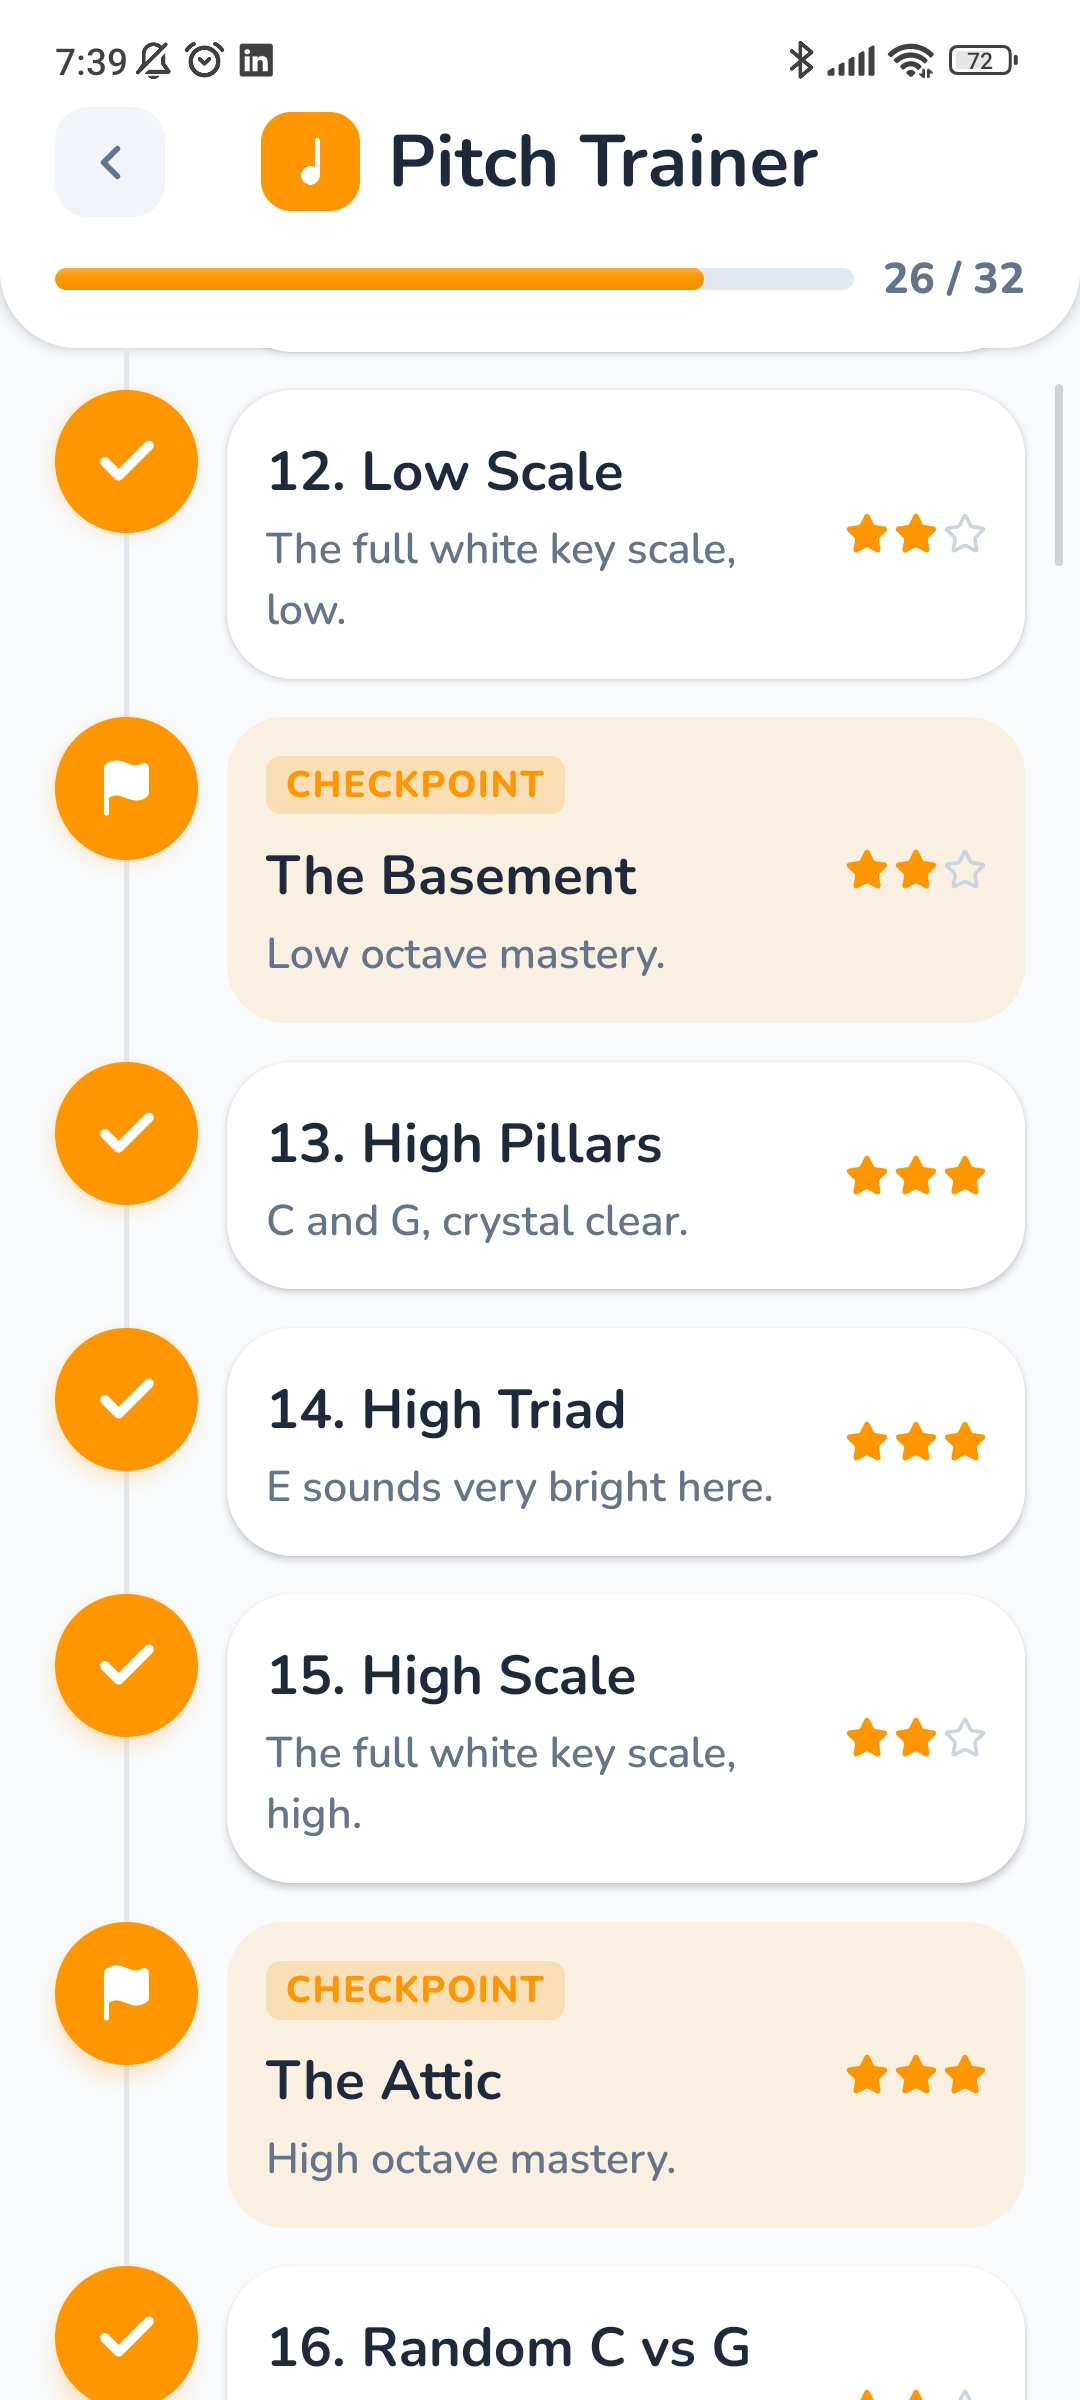 7:39
72
Pitch Trainer
26 / 32
12. Low Scale
The full white key scale,
low.
CHECKPOINT
The Basement
Low octave mastery.
13. High Pillars
C and G, crystal clear.
14. High Triad
E sounds very bright here.
15. High Scale
The full white key scale,
high.
CHECKPOINT
The Attic
High octave mastery.
16. Random C vs G